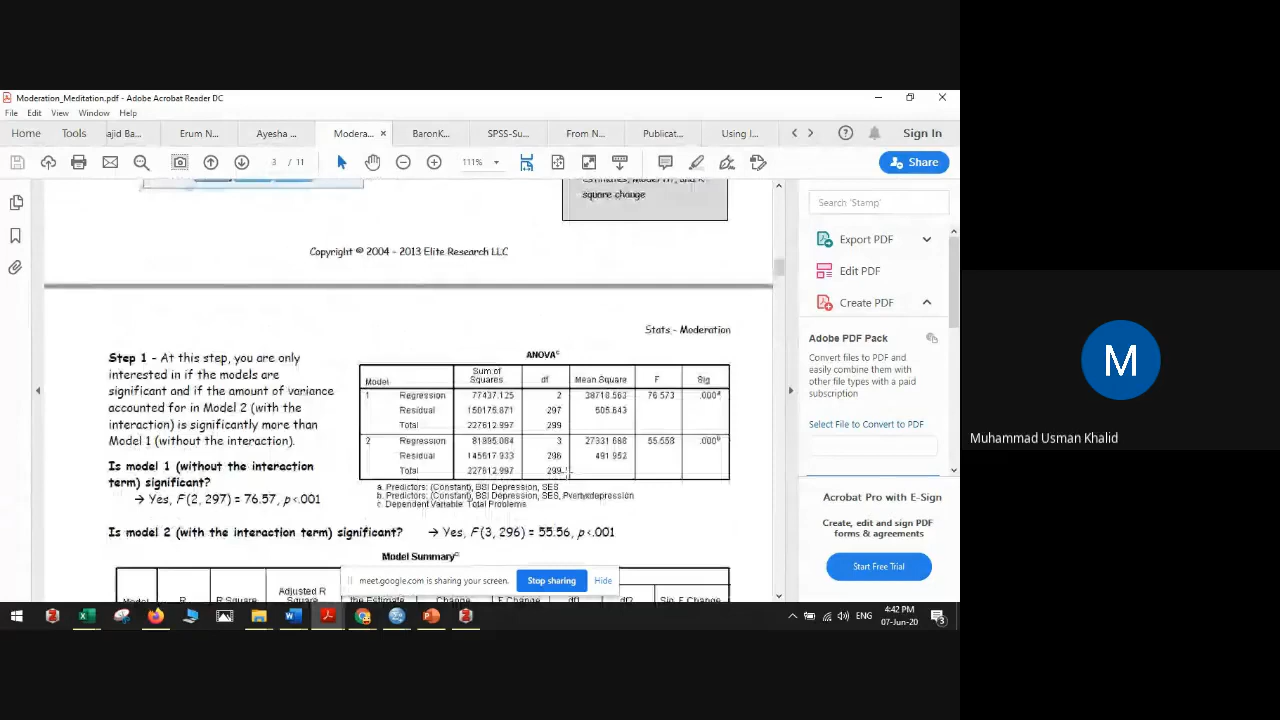 Moderation_Meditation.pdf - Adobe Acrobat Reader DC
File Edit View Window Help
Home Tools ajid Ba... Erum N... Ayesha ... Modera... BaronK... SPSS-Su... From N... Publicat... Using I... Sign In
3 / 11 111% Share
square change
Search 'Stamp'
Copyright © 2004 - 2013 Elite Research LLC
Export PDF
Edit PDF
Create PDF
Adobe PDF Pack
Convert files to PDF and
easily combine them with
other file types with a paid
subscription
Select File to Convert to PDF
Acrobat Pro with E-Sign
Create, edit and sign PDF
forms & agreements
Start Free Trial
Stats - Moderation
Step 1 - At this step, you are only
interested in if the models are
significant and if the amount of variance
accounted for in Model 2 (with the
interaction) is significantly more than
Model 1 (without the interaction).
Is model 1 (without the interaction
term) significant?
→ Yes, F(2, 297) = 76.57, p<.001
ANOVAc
Model Sum of Squares df Mean Square F Sig
1 Regression 77437.125 2 38718.563 76.573 .000a
Residual 150175.871 297 505.643
Total 227612.997 299
2 Regression 81995.084 3 27331.688 55.558 .000b
Residual 145617.933 296 491.952
Total 227612.997 299
a. Predictors: (Constant), BSI Depression, SES
b. Predictors: (Constant), BSI Depression, SES, Pvertyxdepression
c. Dependent Variable: Total Problems
Is model 2 (with the interaction term) significant? → Yes, F(3, 296) = 55.56, p<.001
Model Summaryc
Adjusted R
meet.google.com is sharing your screen. Stop sharing Hide
Muhammad Usman Khalid
M
ENG
4:42 PM
07-Jun-20
3